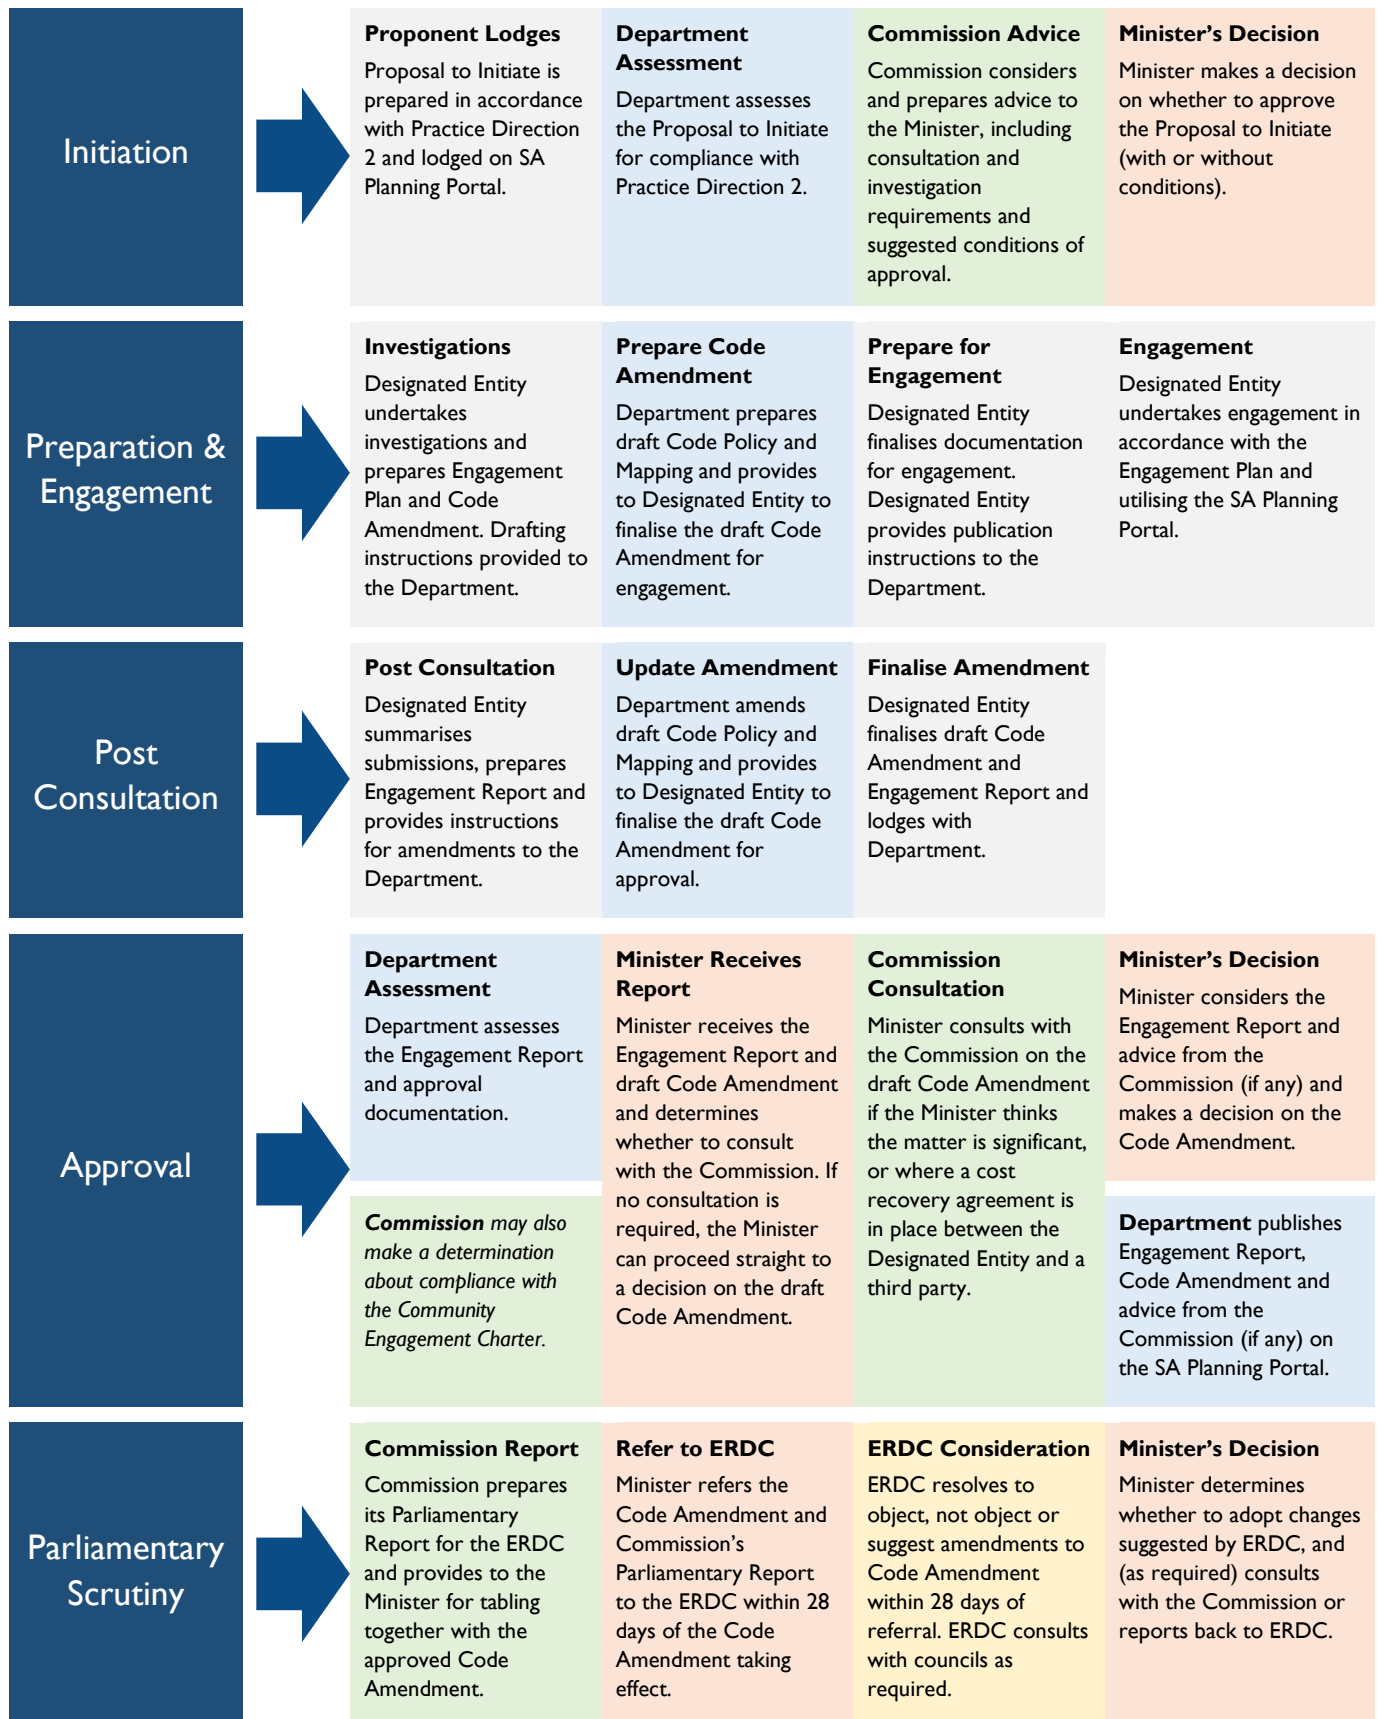 Initiation
Proponent Lodges
Proposal to Initiate is
prepared in accordance
with Practice Direction
2 and lodged on SA
Planning Portal.
Department
Assessment
Department assesses
the Proposal to Initiate
for compliance with
Practice Direction 2.
Commission Advice
Commission considers
and prepares advice to
the Minister, including
consultation and
investigation
requirements and
suggested conditions of
approval.
Minister's Decision
Minister makes a decision
on whether to approve
the Proposal to Initiate
(with or without
conditions).
Preparation &
Engagement
Investigations
Designated Entity
undertakes
investigations and
prepares Engagement
Plan and Code
Amendment. Drafting
instructions provided to
the Department.
Prepare Code
Amendment
Department prepares
draft Code Policy and
Mapping and provides
to Designated Entity to
finalise the draft Code
Amendment for
engagement.
Prepare for
Engagement
Designated Entity
finalises documentation
for engagement.
Designated Entity
provides publication
instructions to the
Department.
Engagement
Designated Entity
undertakes engagement in
accordance with the
Engagement Plan and
utilising the SA Planning
Portal.
Post
Consultation
Post Consultation
Designated Entity
summarises
submissions, prepares
Engagement Report and
provides instructions
for amendments to the
Department.
Update Amendment
Department amends
draft Code Policy and
Mapping and provides
to Designated Entity to
finalise the draft Code
Amendment for
approval.
Finalise Amendment
Designated Entity
finalises draft Code
Amendment and
Engagement Report and
lodges with
Department.
Approval
Department
Assessment
Department assesses
the Engagement Report
and approval
documentation.
Commission may also
make a determination
about compliance with
the Community
Engagement Charter.
Minister Receives
Report
Minister receives the
Engagement Report and
draft Code Amendment
and determines
whether to consult
with the Commission. If
no consultation is
required, the Minister
can proceed straight to
a decision on the draft
Code Amendment.
Commission
Consultation
Minister consults with
the Commission on the
draft Code Amendment
if the Minister thinks
the matter is significant,
or where a cost
recovery agreement is
in place between the
Designated Entity and a
third party.
Minister's Decision
Minister considers the
Engagement Report and
advice from the
Commission (if any) and
makes a decision on the
Code Amendment.
Department publishes
Engagement Report,
Code Amendment and
advice from the
Commission (if any) on
the SA Planning Portal.
Parliamentary
Scrutiny
Commission Report
Commission prepares
its Parliamentary
Report for the ERDC
and provides to the
Minister for tabling
together with the
approved Code
Amendment.
Refer to ERDC
Minister refers the
Code Amendment and
Commission's
Parliamentary Report
to the ERDC within 28
days of the Code
Amendment taking
effect.
ERDC Consideration
ERDC resolves to
object, not object or
suggest amendments to
Code Amendment
within 28 days of
referral. ERDC consults
with councils as
required.
Minister's Decision
Minister determines
whether to adopt changes
suggested by ERDC, and
(as required) consults
with the Commission or
reports back to ERDC.